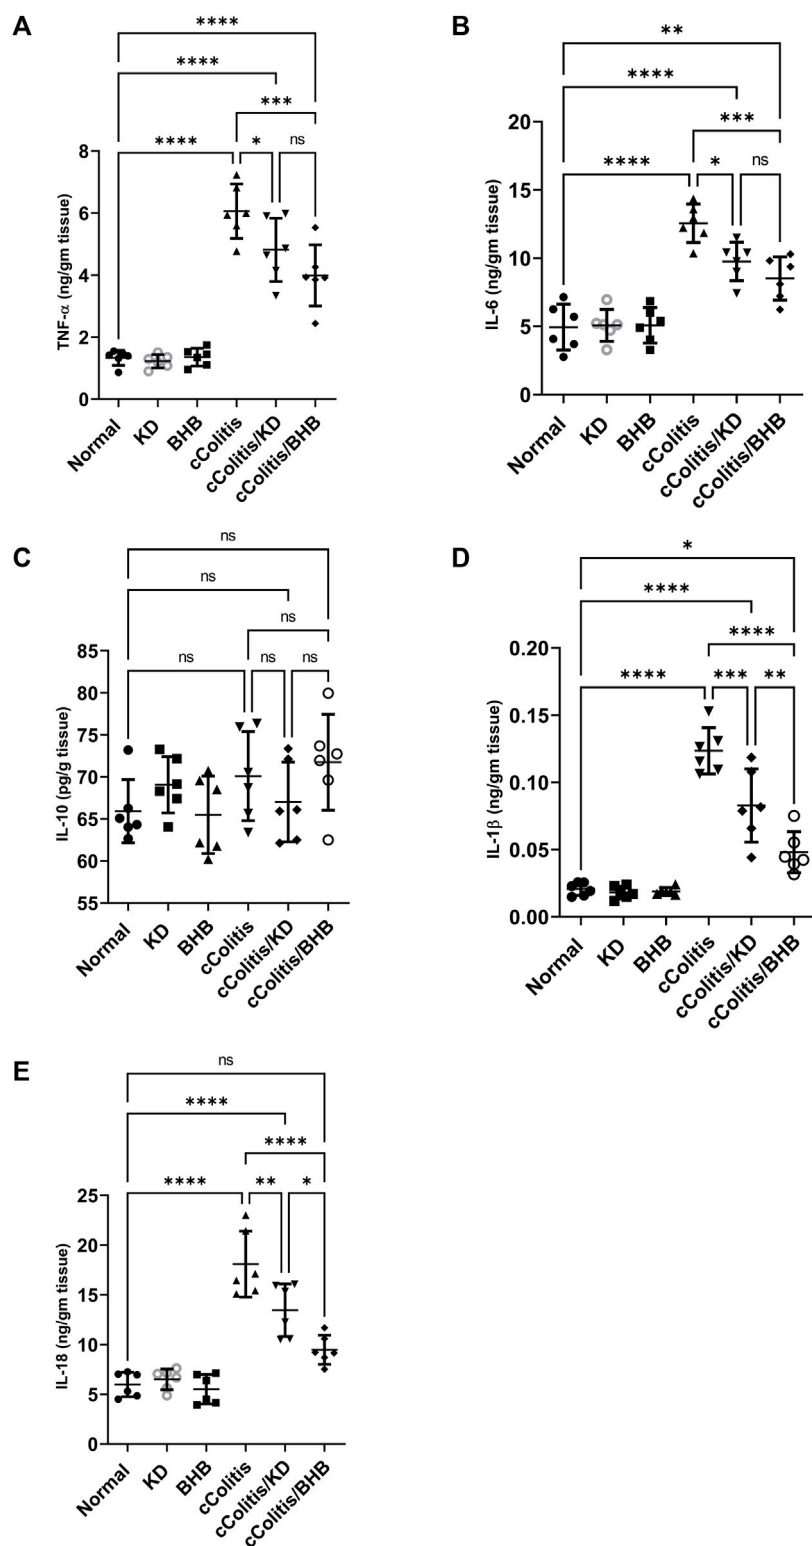 A
****
****
***
**** * ns
TNF-α (ng/gm tissue)
8
6
4
2
0
Normal
KD
BHB
cColitis
cColitis/KD
cColitis/BHB
B
**
****
***
**** * ns
IL-6 (ng/gm tissue)
20
15
10
5
0
Normal
KD
BHB
cColitis
cColitis/KD
cColitis/BHB
C
ns
ns
ns
ns ns ns
IL-10 (pg/g tissue)
85
80
75
70
65
60
55
Normal
KD
BHB
cColitis
cColitis/KD
cColitis/BHB
D
*
****
****
**** *** **
IL-1β (ng/gm tissue)
0.20
0.15
0.10
0.05
0.00
Normal
KD
BHB
cColitis
cColitis/KD
cColitis/BHB
E
ns
****
****
**** ** *
IL-18 (ng/gm tissue)
25
20
15
10
5
0
Normal
KD
BHB
cColitis
cColitis/KD
cColitis/BHB